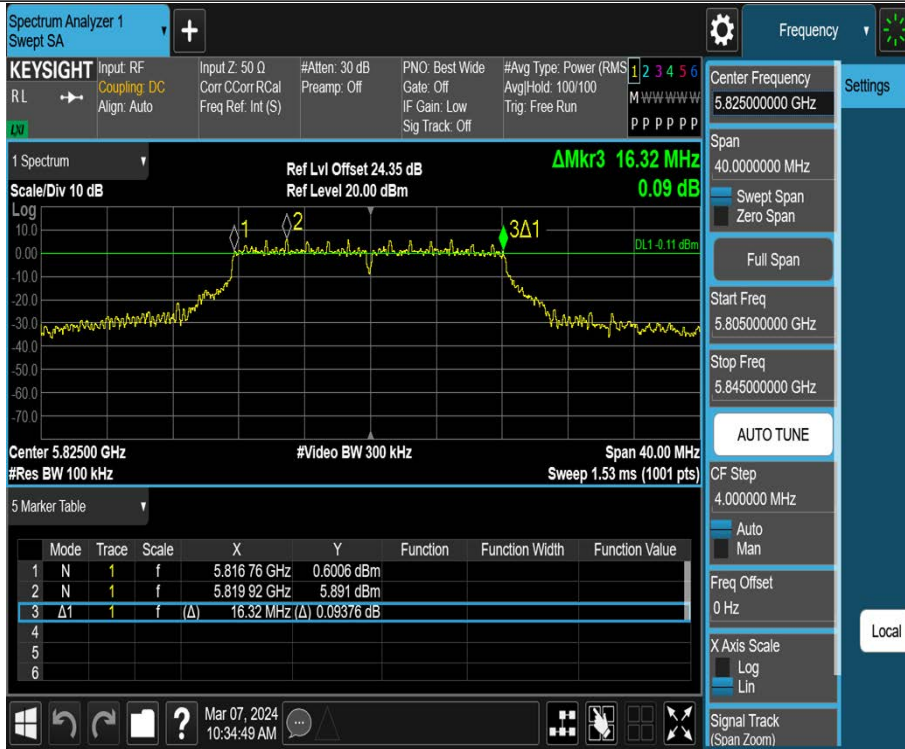 Spectrum Analyzer 1
Swept SA
+
Frequency
KEYSIGHT
RL
LXI
Input: RF
Coupling: DC
Align: Auto
Input Z: 50 Ω
Corr CCorr RCal
Freq Ref: Int (S)
#Atten: 30 dB
Preamp: Off
PNO: Best Wide
Gate: Off
IF Gain: Low
Sig Track: Off
#Avg Type: Power (RMS
Avg|Hold: 100/100
Trig: Free Run
1 2 3 4 5 6
M W W W W W
P P P P P P
1 Spectrum
Scale/Div 10 dB
Ref Lvl Offset 24.35 dB
Ref Level 20.00 dBm
ΔMkr3 16.32 MHz
0.09 dB
Log
10.0
0.00
-10.0
-20.0
-30.0
-40.0
-50.0
-60.0
-70.0
1
2
3Δ1
DL1 -0.11 dBm
Center 5.82500 GHz
#Video BW 300 kHz
Span 40.00 MHz
#Res BW 100 kHz
Sweep 1.53 ms (1001 pts)
5 Marker Table
Mode Trace Scale X Y Function Function Width Function Value
1 N 1 f 5.816 76 GHz 0.6006 dBm
2 N 1 f 5.819 92 GHz 5.891 dBm
3 Δ1 1 f (Δ) 16.32 MHz (Δ) 0.09376 dB
4
5
6
Mar 07, 2024
10:34:49 AM
?
Settings
Center Frequency
5.825000000 GHz
Span
40.0000000 MHz
Swept Span
Zero Span
Full Span
Start Freq
5.805000000 GHz
Stop Freq
5.845000000 GHz
AUTO TUNE
CF Step
4.000000 MHz
Auto
Man
Freq Offset
0 Hz
X Axis Scale
Log
Lin
Signal Track
(Span Zoom)
Local